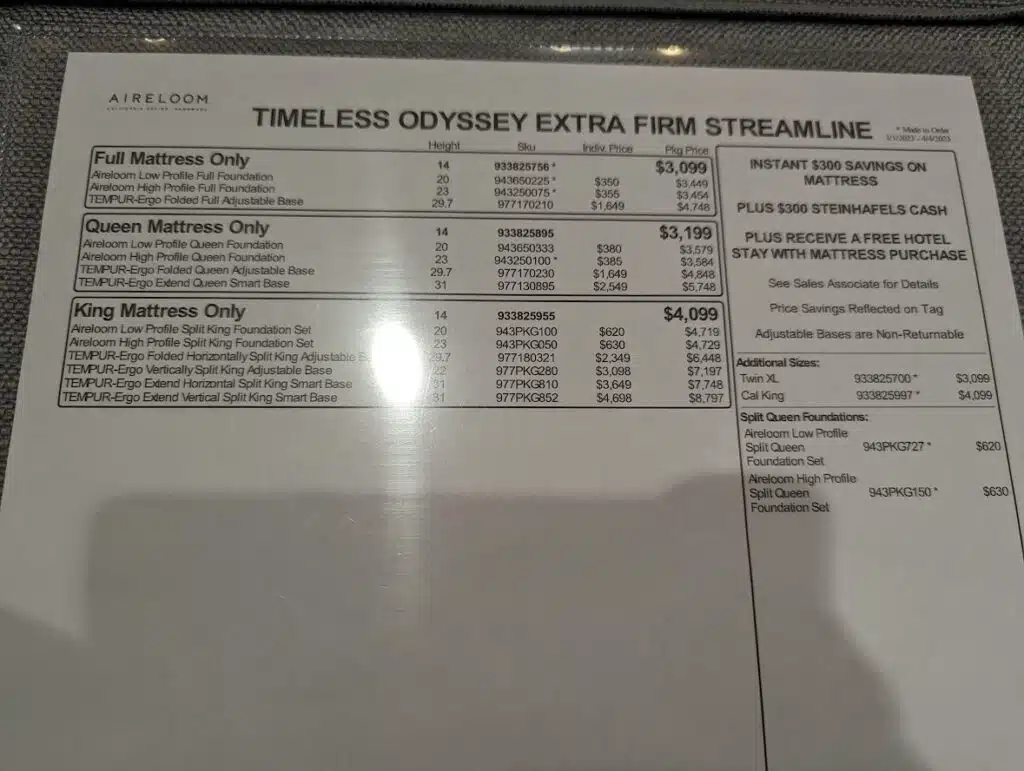 AIRELOOM
TIMELESS ODYSSEY EXTRA FIRM STREAMLINE
* Made to Order
1/1/2023 - 4/4/2023
Height Sku Indiv. Price Pkg Price
Full Mattress Only 14 933825756 * $3,099
Aireloom Low Profile Full Foundation 20 943650225 * $350 $3,449
Aireloom High Profile Full Foundation 23 943250075 * $355 $3,454
TEMPUR-Ergo Folded Full Adjustable Base 29.7 977170210 $1,649 $4,748
Queen Mattress Only 14 933825895 $3,199
Aireloom Low Profile Queen Foundation 20 943650333 $380 $3,579
Aireloom High Profile Queen Foundation 23 943250100 * $385 $3,584
TEMPUR-Ergo Folded Queen Adjustable Base 29.7 977170230 $1,649 $4,848
TEMPUR-Ergo Extend Queen Smart Base 31 977130895 $2,549 $5,748
King Mattress Only 14 933825955 $4,099
Aireloom Low Profile Split King Foundation Set 20 943PKG100 $620 $4,719
Aireloom High Profile Split King Foundation Set 23 943PKG050 $630 $4,729
TEMPUR-Ergo Folded Horizontally Split King Adjustable 977180321 $2,349 $6,448
TEMPUR-Ergo Vertically Split King Adjustable Base 977PKG280 $3,098 $7,197
TEMPUR-Ergo Extend Horizontal Split King Smart Base 31 977PKG810 $3,649 $7,748
TEMPUR-Ergo Extend Vertical Split King Smart Base 31 977PKG852 $4,698 $8,797
INSTANT $300 SAVINGS ON
MATTRESS
PLUS $300 STEINHAFELS CASH
PLUS RECEIVE A FREE HOTEL
STAY WITH MATTRESS PURCHASE
See Sales Associate for Details
Price Savings Reflected on Tag
Adjustable Bases are Non-Returnable
Additional Sizes:
Twin XL 933825700 * $3,099
Cal King 933825997 * $4,099
Split Queen Foundations:
Aireloom Low Profile
Split Queen 943PKG727 * $620
Foundation Set
Aireloom High Profile
Split Queen 943PKG150 * $630
Foundation Set